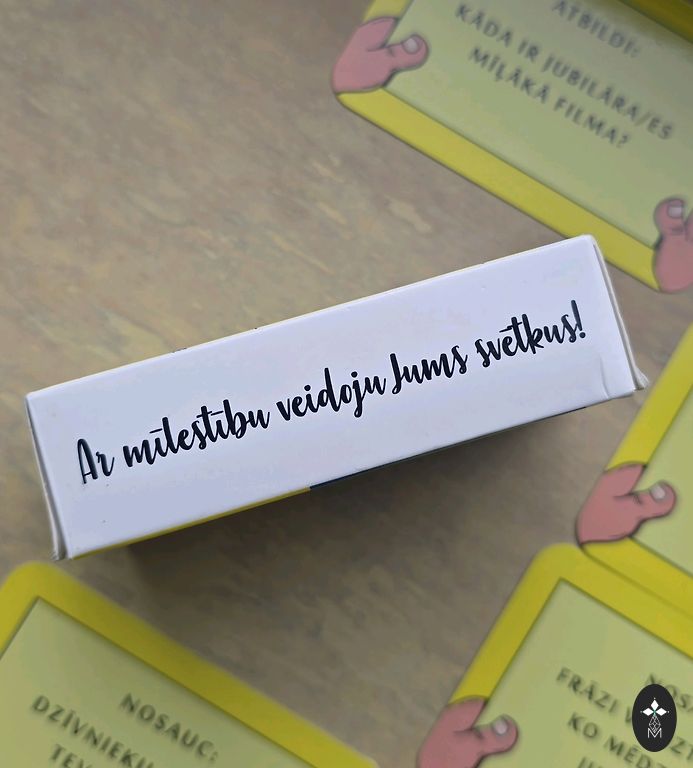 ATBILDI:
KĀDA IR JUBILĀRA/ES
MĪĻĀKĀ FILMA?
Ar mīlestību veidoju Jums svētkus!
NOSAUC:
DZĪVNIEKU
FRĀZI
KO
M